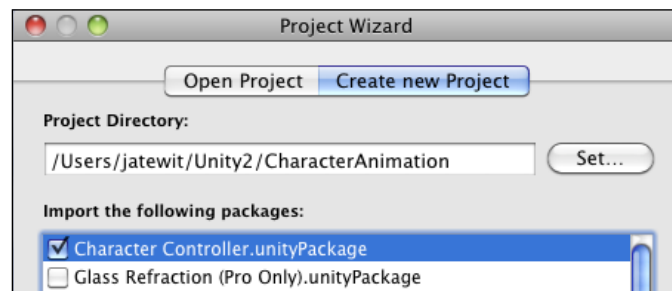 Project Wizard
Open Project Create new Project
Project Directory:
/Users/jatewit/Unity2/CharacterAnimation Set...
Import the following packages:
Character Controller.unityPackage
Glass Refraction (Pro Only).unityPackage